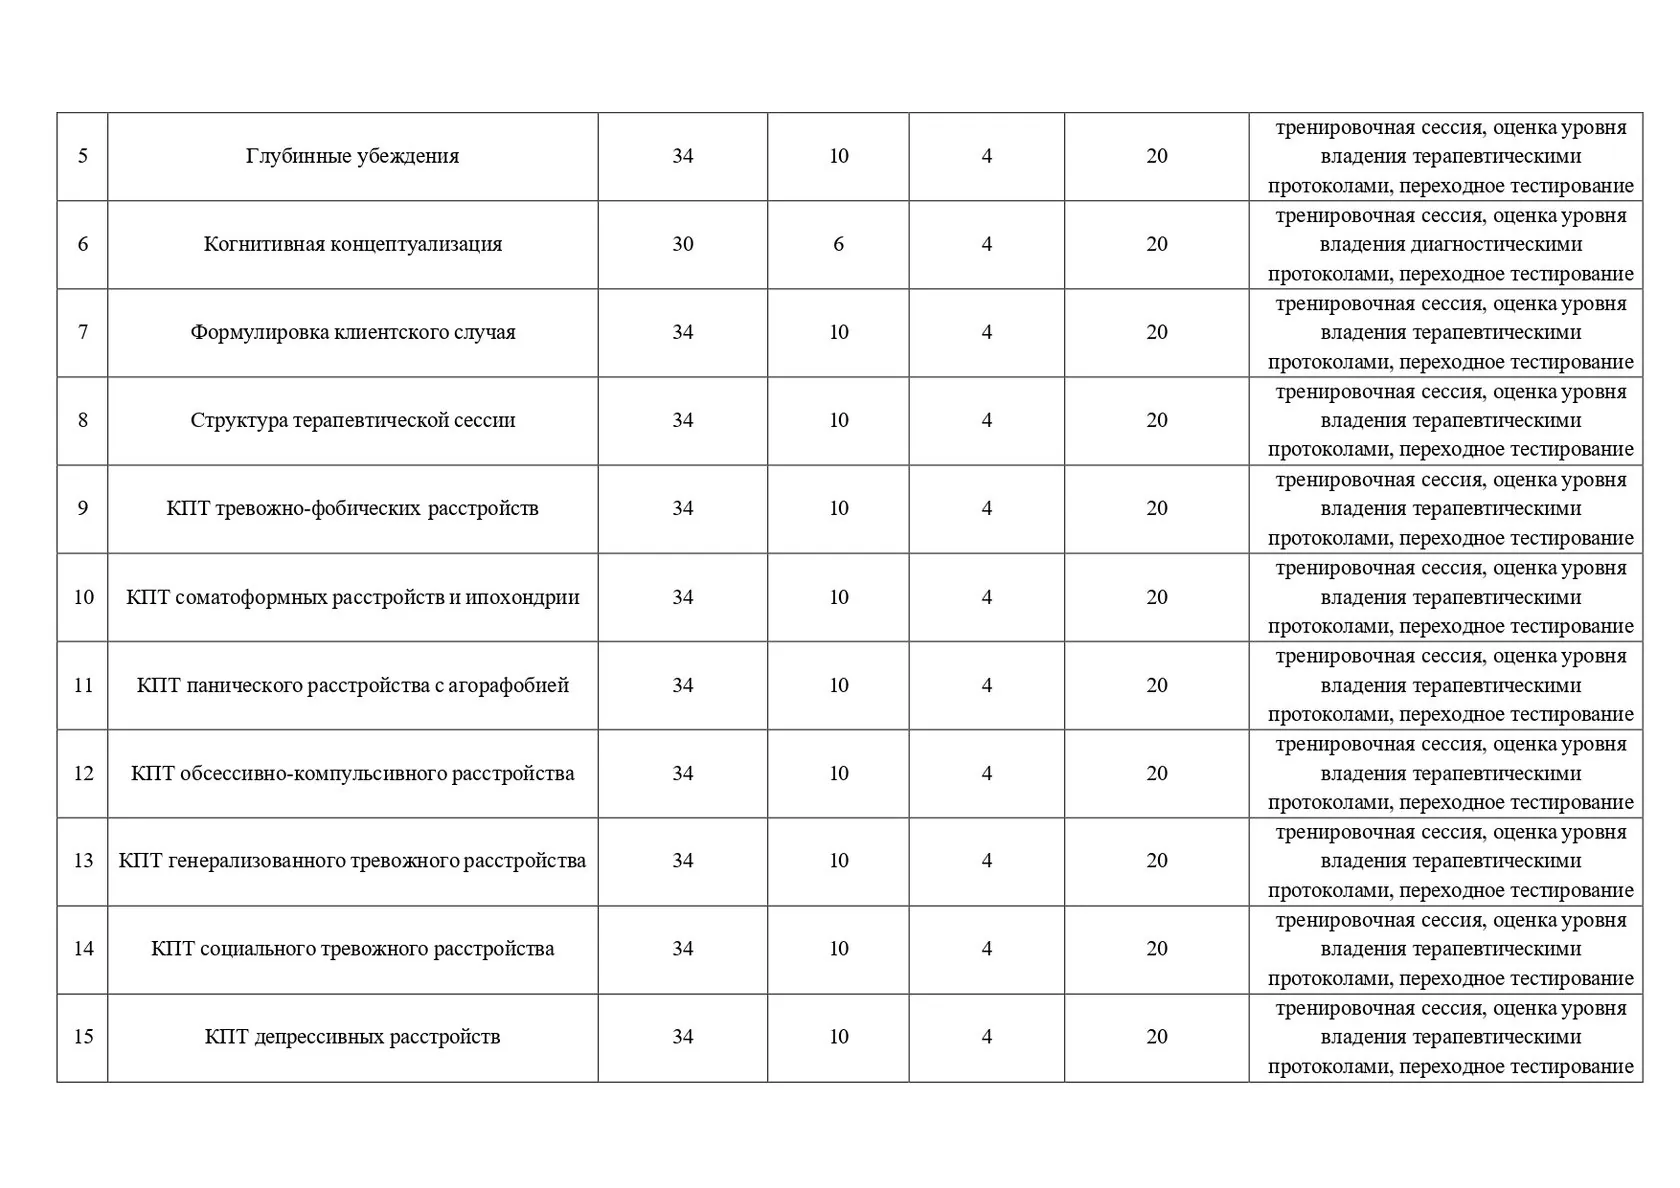 5 Глубинные убеждения 34 10 4 20 тренировочная сессия, оценка уровня
владения терапевтическими
протоколами, переходное тестирование
6 Когнитивная концептуализация 30 6 4 20 тренировочная сессия, оценка уровня
владения диагностическими
протоколами, переходное тестирование
7 Формулировка клиентского случая 34 10 4 20 тренировочная сессия, оценка уровня
владения терапевтическими
протоколами, переходное тестирование
8 Структура терапевтической сессии 34 10 4 20 тренировочная сессия, оценка уровня
владения терапевтическими
протоколами, переходное тестирование
9 КПТ тревожно-фобических расстройств 34 10 4 20 тренировочная сессия, оценка уровня
владения терапевтическими
протоколами, переходное тестирование
10 КПТ соматоформных расстройств и ипохондрии 34 10 4 20 тренировочная сессия, оценка уровня
владения терапевтическими
протоколами, переходное тестирование
11 КПТ панического расстройства с агорафобией 34 10 4 20 тренировочная сессия, оценка уровня
владения терапевтическими
протоколами, переходное тестирование
12 КПТ обсессивно-компульсивного расстройства 34 10 4 20 тренировочная сессия, оценка уровня
владения терапевтическими
протоколами, переходное тестирование
13 КПТ генерализованного тревожного расстройства 34 10 4 20 тренировочная сессия, оценка уровня
владения терапевтическими
протоколами, переходное тестирование
14 КПТ социального тревожного расстройства 34 10 4 20 тренировочная сессия, оценка уровня
владения терапевтическими
протоколами, переходное тестирование
15 КПТ депрессивных расстройств 34 10 4 20 тренировочная сессия, оценка уровня
владения терапевтическими
протоколами, переходное тестирование